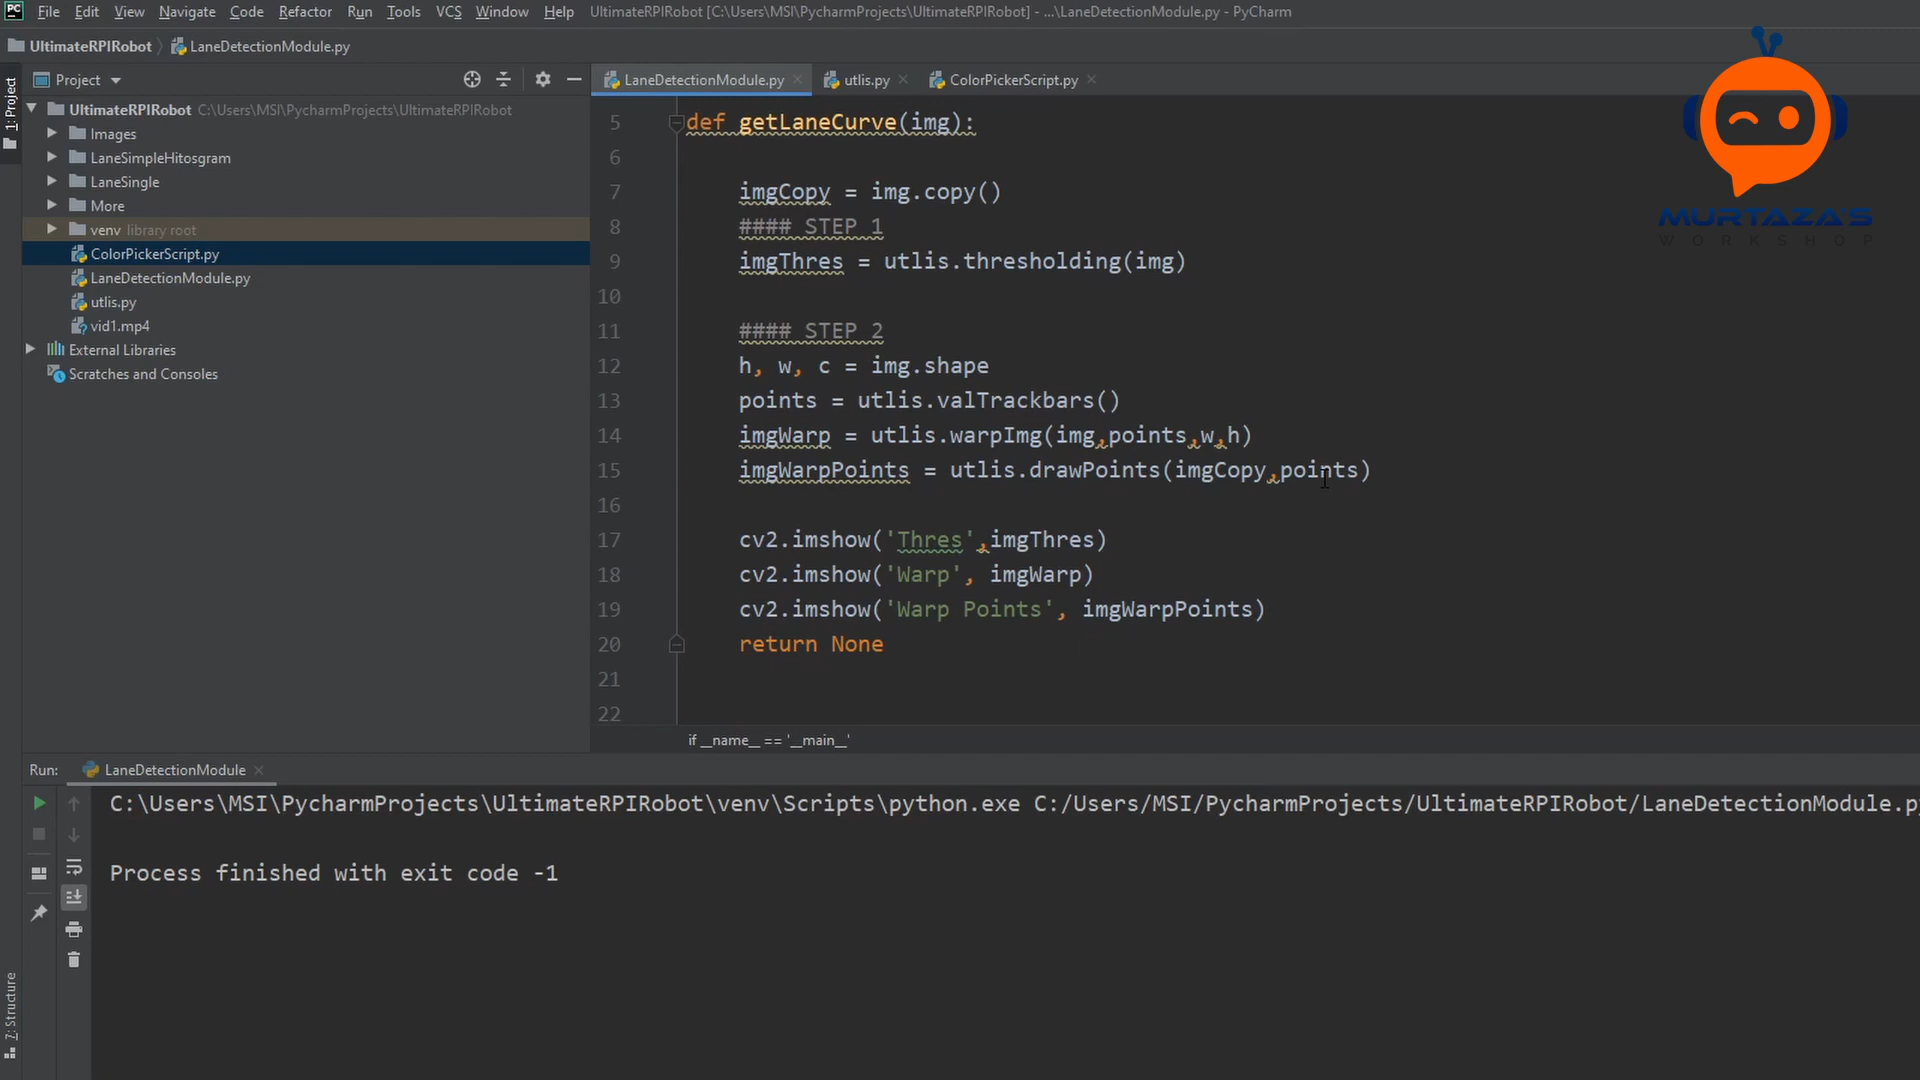 PC File Edit View Navigate Code Refactor Run Tools VCS Window Help UltimateRPIRobot [C:\Users\MSI\PycharmProjects\UltimateRPIRobot] - ...\LaneDetectionModule.py - PyCharm
UltimateRPIRobot LaneDetectionModule.py
1: Project
Project
LaneDetectionModule.py utlis.py ColorPickerScript.py
UltimateRPIRobot C:\Users\MSI\PycharmProjects\UltimateRPIRobot
Images
LaneSimpleHitosgram
LaneSingle
More
venv library root
ColorPickerScript.py
LaneDetectionModule.py
utlis.py
vid1.mp4
External Libraries
Scratches and Consoles
5 def getLaneCurve(img):
6
7 imgCopy = img.copy()
8 #### STEP 1
9 imgThres = utlis.thresholding(img)
10
11 #### STEP 2
12 h, w, c = img.shape
13 points = utlis.valTrackbars()
14 imgWarp = utlis.warpImg(img,points,w,h)
15 imgWarpPoints = utlis.drawPoints(imgCopy,points)
16
17 cv2.imshow('Thres',imgThres)
18 cv2.imshow('Warp', imgWarp)
19 cv2.imshow('Warp Points', imgWarpPoints)
20 return None
21
22
if __name__ == '__main__'
MURTAZA'S
WORKSHOP
Run: LaneDetectionModule
C:\Users\MSI\PycharmProjects\UltimateRPIRobot\venv\Scripts\python.exe C:/Users/MSI/PycharmProjects/UltimateRPIRobot/LaneDetectionModule.py
Process finished with exit code -1
7: Structure